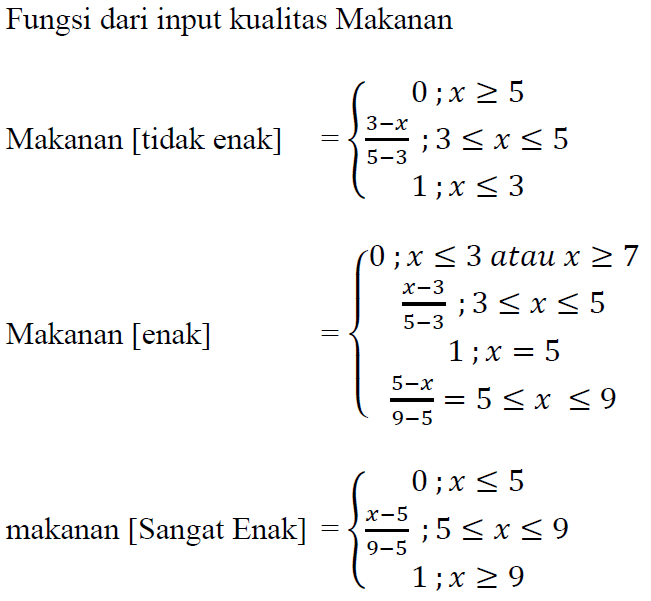 Fungsi dari input kualitas Makanan
0 ; x ≥ 5
Makanan [tidak enak] = { (3−x)/(5−3) ; 3 ≤ x ≤ 5
1 ; x ≤ 3
0 ; x ≤ 3 atau x ≥ 7
(x−3)/(5−3) ; 3 ≤ x ≤ 5
Makanan [enak] = {
1 ; x = 5
(5−x)/(9−5) = 5 ≤ x ≤ 9
0 ; x ≤ 5
makanan [Sangat Enak] = { (x−5)/(9−5) ; 5 ≤ x ≤ 9
1 ; x ≥ 9